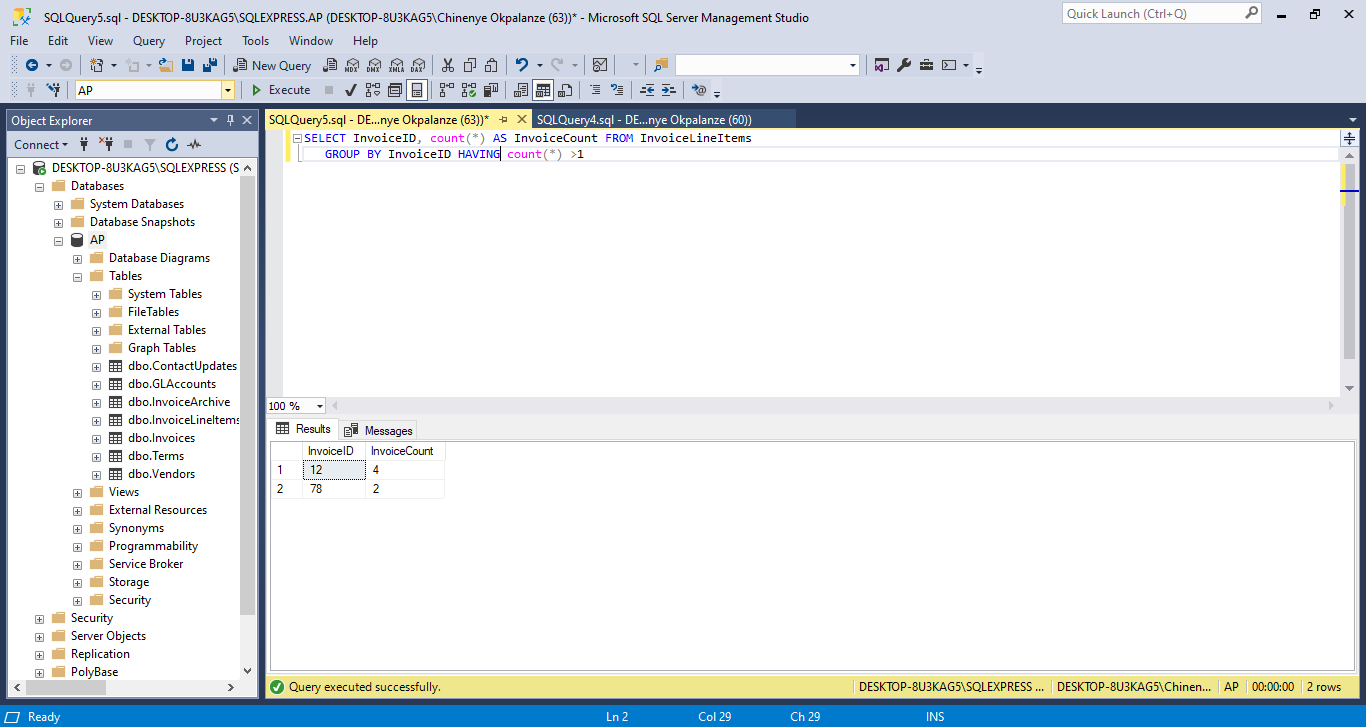 SQLQuery5.sql - DESKTOP-8U3KAG5\SQLEXPRESS.AP (DESKTOP-8U3KAG5\Chinenye Okpalanze (63))* - Microsoft SQL Server Management Studio
Quick Launch (Ctrl+Q)
File Edit View Query Project Tools Window Help
New Query MDX DMX XMLA DAX
AP Execute
Object Explorer
SQLQuery5.sql - DE...nye Okpalanze (63))* SQLQuery4.sql - DE...nye Okpalanze (60))
Connect
SELECT InvoiceID, count(*) AS InvoiceCount FROM InvoiceLineItems
GROUP BY InvoiceID HAVING count(*) >1
DESKTOP-8U3KAG5\SQLEXPRESS (S
Databases
System Databases
Database Snapshots
AP
Database Diagrams
Tables
System Tables
FileTables
External Tables
Graph Tables
dbo.ContactUpdates
dbo.GLAccounts
dbo.InvoiceArchive
dbo.InvoiceLineItems
dbo.Invoices
dbo.Terms
dbo.Vendors
Views
External Resources
Synonyms
Programmability
Service Broker
Storage
Security
Security
Server Objects
Replication
PolyBase
100 %
Results Messages
InvoiceID InvoiceCount
1 12 4
2 78 2
Query executed successfully. DESKTOP-8U3KAG5\SQLEXPRESS ... DESKTOP-8U3KAG5\Chinen... AP 00:00:00 2 rows
Ready Ln 2 Col 29 Ch 29 INS